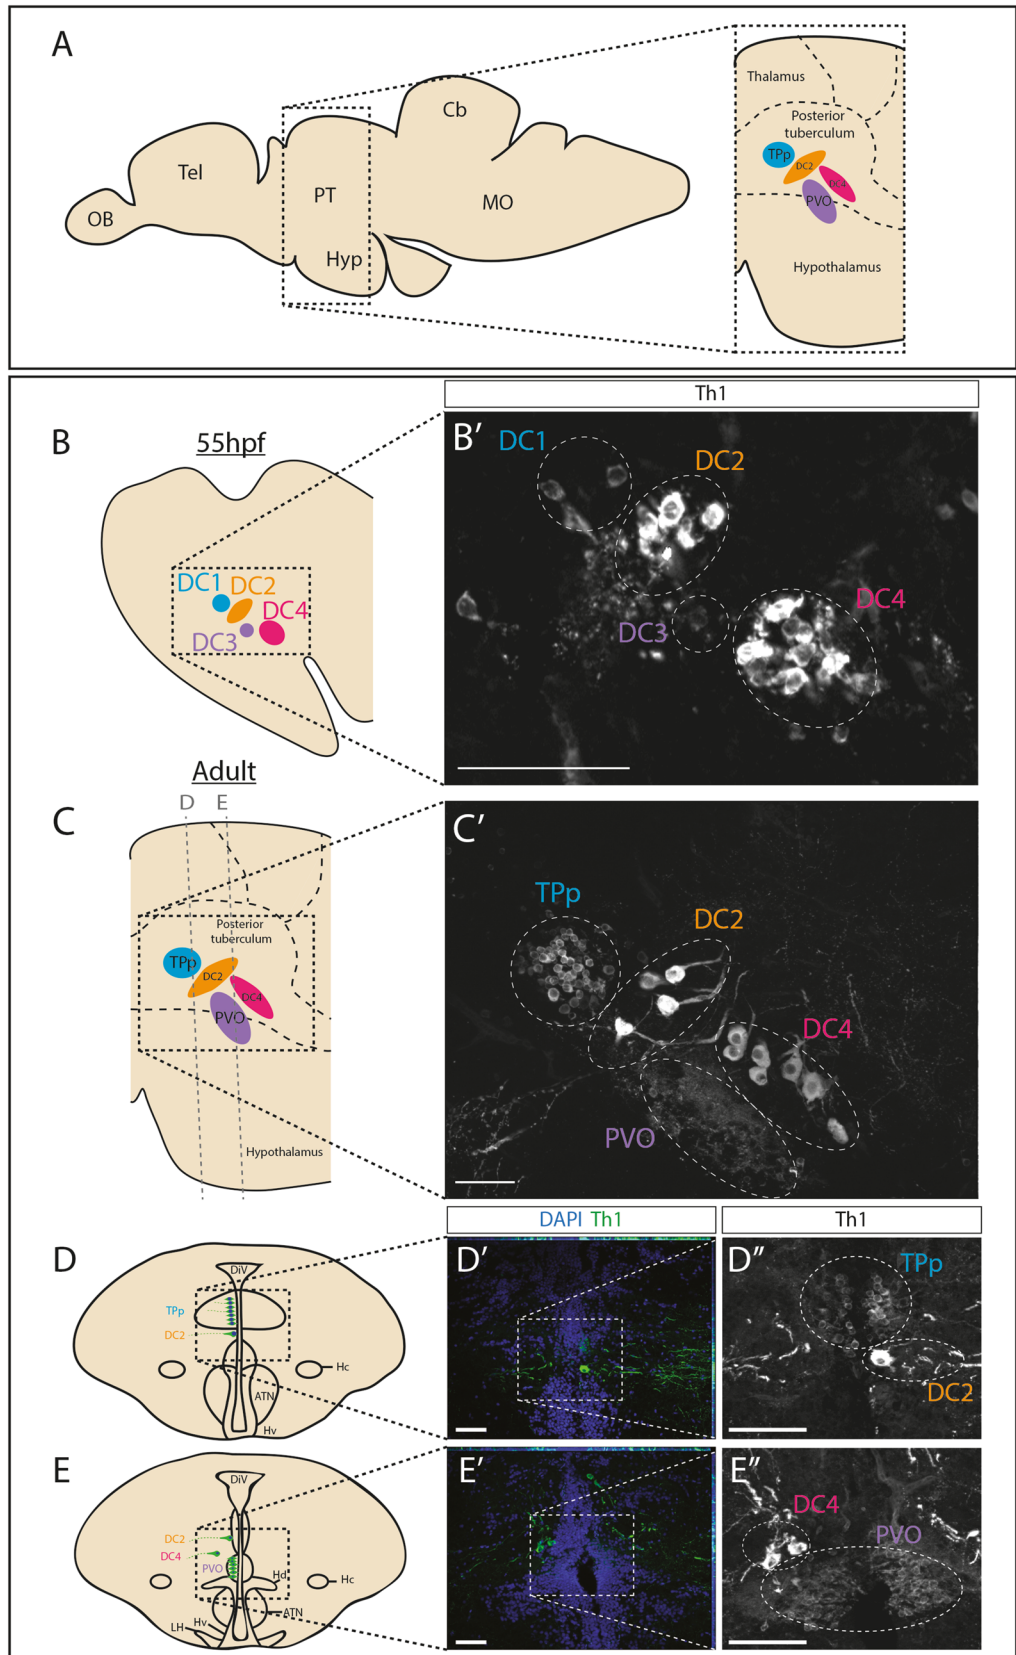 A
OB
Tel
PT
Hyp
Cb
MO
Thalamus
Posterior
tuberculum
TPp
DC2
DC4
PVO
Hypothalamus
B
55hpf
DC1
DC2
DC4
DC3
Th1
B′
DC1
DC2
DC3
DC4
Adult
D
E
C
Posterior
tuberculum
TPp
DC2
DC4
PVO
Hypothalamus
C′
TPp
DC2
DC4
PVO
DAPI Th1
Th1
D
DiV
TPp
DC2
Hc
ATN
Hv
D′
D″
TPp
DC2
E
DiV
DC2
DC4
PVO
Hd
Hc
ATN
Hv
LH
E′
E″
DC4
PVO